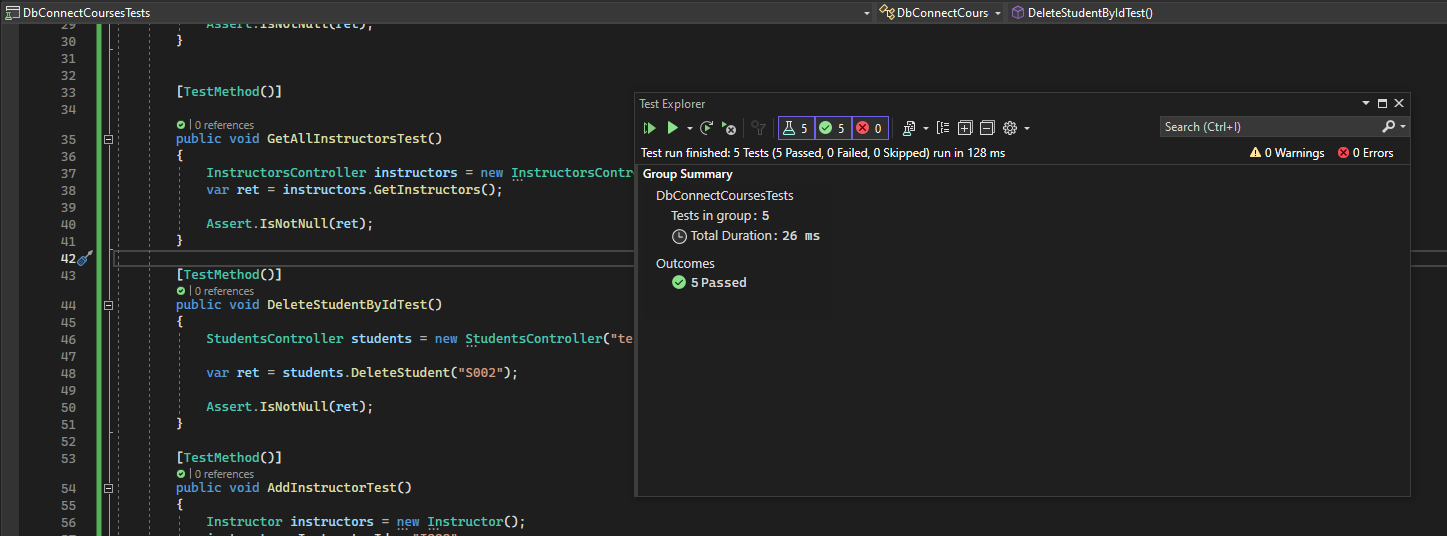 DbConnectCoursesTests
DbConnectCours
DeleteStudentByIdTest()
29 Assert.IsNotNull(ret);
30 }
31
32
33 [TestMethod()]
34
0 references
35 public void GetAllInstructorsTest()
36 {
37 InstructorsController instructors = new InstructorsContr
38 var ret = instructors.GetInstructors();
39
40 Assert.IsNotNull(ret);
41 }
42
43 [TestMethod()]
0 references
44 public void DeleteStudentByIdTest()
45 {
46 StudentsController students = new StudentsController("te
47
48 var ret = students.DeleteStudent("S002");
49
50 Assert.IsNotNull(ret);
51 }
52
53 [TestMethod()]
0 references
54 public void AddInstructorTest()
55 {
56 Instructor instructors = new Instructor();
Test Explorer
5 5 0
Search (Ctrl+I)
Test run finished: 5 Tests (5 Passed, 0 Failed, 0 Skipped) run in 128 ms
0 Warnings 0 Errors
Group Summary
DbConnectCoursesTests
Tests in group: 5
Total Duration: 26 ms
Outcomes
5 Passed